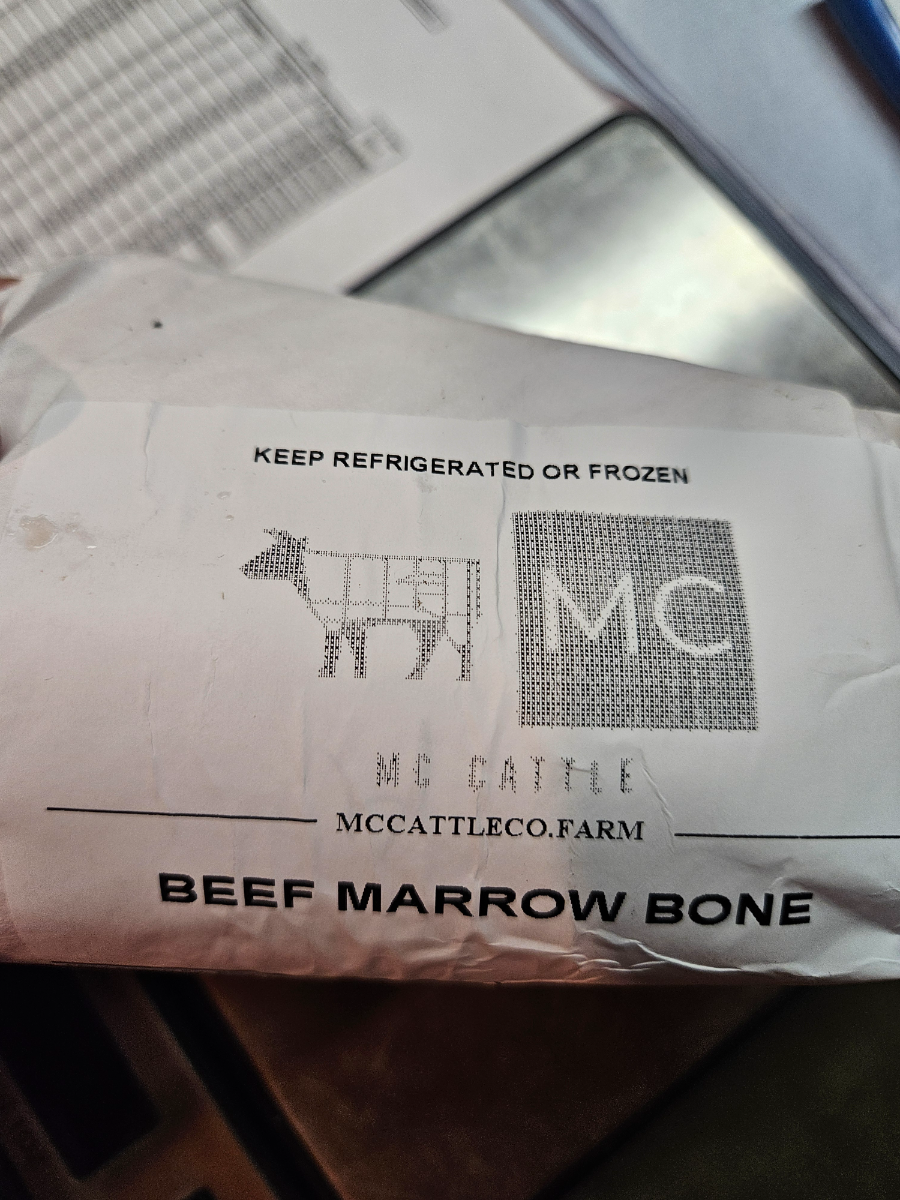 KEEP REFRIGERATED OR FROZEN
MC
MC CATTLE
MCCATTLECO.FARM
BEEF MARROW BONE